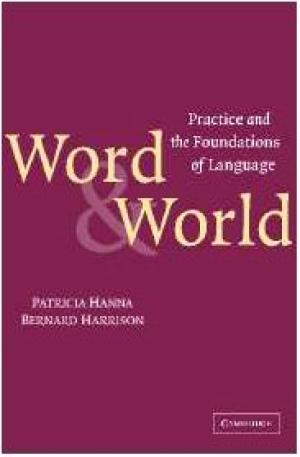 Practice and
the Foundations
of Language
Word
&
World
PATRICIA HANNA
BERNARD HARRISON
CAMBRIDGE